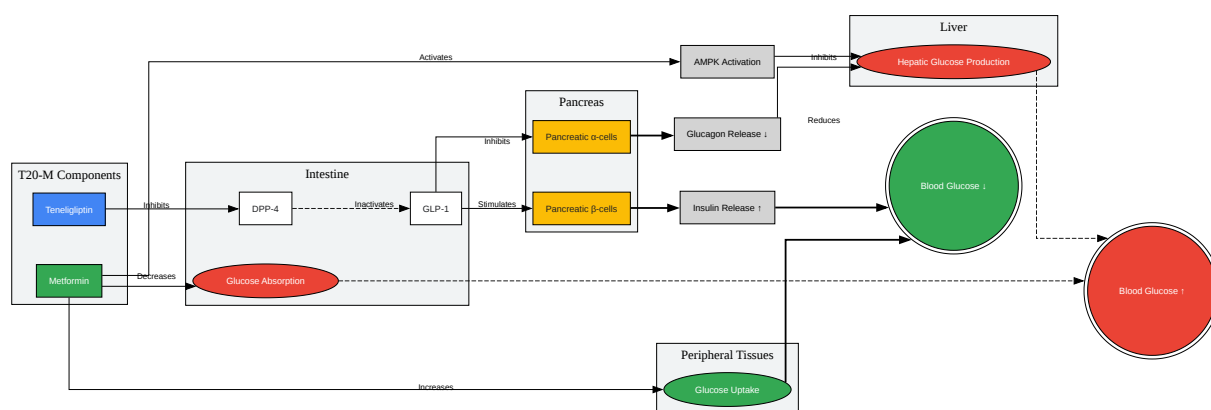 Liver
Activates
AMPK Activation
Inhibits
Hepatic Glucose Production
Pancreas
Pancreatic α-cells
Inhibits
Glucagon Release ↓
Reduces
T20-M Components
Intestine
Teneligliptin
Inhibits
DPP-4
Inactivates
GLP-1
Stimulates
Pancreatic β-cells
Insulin Release ↑
Blood Glucose ↓
Metformin
Decreases
Glucose Absorption
Blood Glucose ↑
Peripheral Tissues
Increases
Glucose Uptake